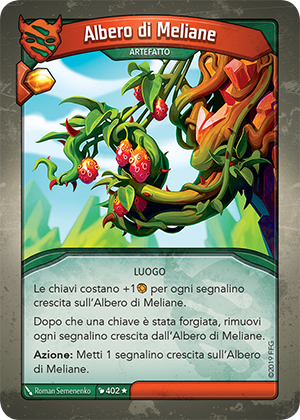 Albero di Meliane
ARTEFATTO
LUOGO
Le chiavi costano +1 per ogni segnalino
crescita sull'Albero di Meliane.
Dopo che una chiave è stata forgiata, rimuovi
ogni segnalino crescita dall'Albero di Meliane.
Azione: Metti 1 segnalino crescita sull'Albero
di Meliane.
©2019 FFG
Roman Semenenko
402 ★